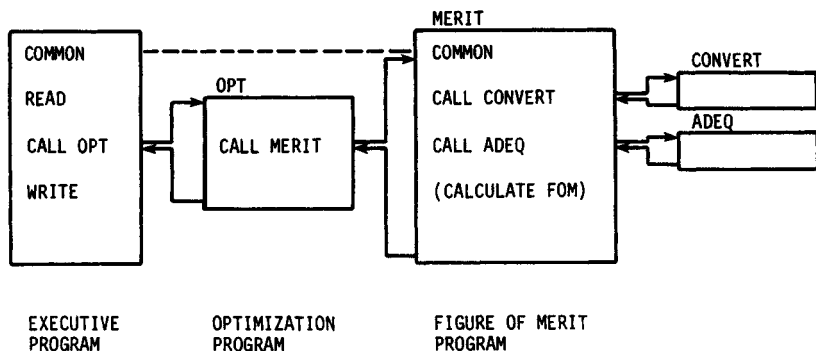 MERIT
COMMON
COMMON
CONVERT
OPT
READ
CALL CONVERT
ADEQ
CALL OPT
CALL MERIT
CALL ADEQ
WRITE
(CALCULATE FOM)
EXECUTIVE
PROGRAM
OPTIMIZATION
PROGRAM
FIGURE OF MERIT
PROGRAM